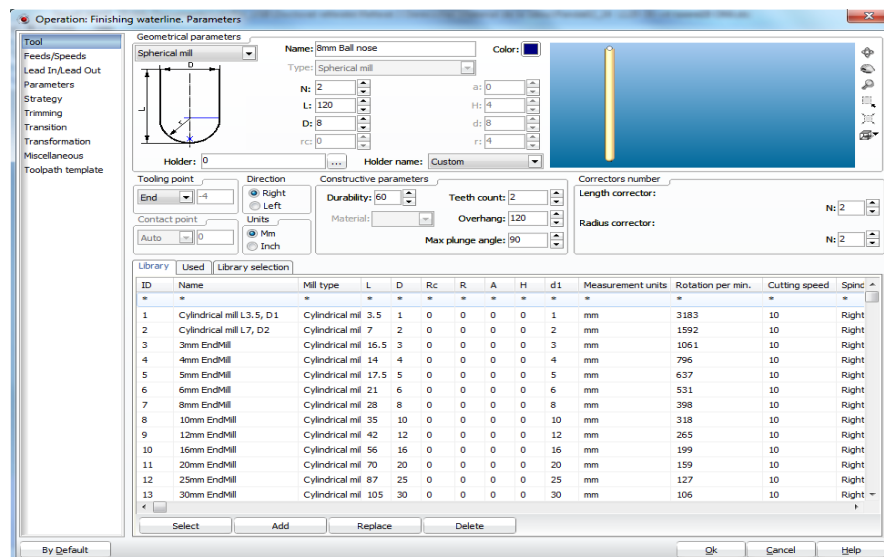 Operation: Finishing waterline. Parameters
Tool
Feeds/Speeds
Lead In/Lead Out
Parameters
Strategy
Trimming
Transition
Transformation
Miscellaneous
Toolpath template
Geometrical parameters
Spherical mill
D
L
r
Name: 8mm Ball nose
Color:
Type: Spherical mill
N: 2
a: 0
L: 120
H: 4
D: 8
d: 8
rc: 0
r: 4
Holder: 0
...
Holder name: Custom
Tooling point
End
-4
Contact point
Auto
0
Direction
Right
Left
Units
Mm
Inch
Constructive parameters
Durability: 60
Teeth count: 2
Material:
Overhang: 120
Max plunge angle: 90
Correctors number
Length corrector:
N: 2
Radius corrector:
N: 2
Library Used Library selection
ID Name Mill type L D Rc R A H d1 Measurement units Rotation per min. Cutting speed Spind
* * * * * * * * * * * * * *
1 Cylindrical mill L3.5, D1 Cylindrical mil 3.5 1 0 0 0 0 1 mm 3183 10 Right
2 Cylindrical mill L7, D2 Cylindrical mil 7 2 0 0 0 0 2 mm 1592 10 Right
3 3mm EndMill Cylindrical mil 16.5 3 0 0 0 0 3 mm 1061 10 Right
4 4mm EndMill Cylindrical mil 14 4 0 0 0 0 4 mm 796 10 Right
5 5mm EndMill Cylindrical mil 17.5 5 0 0 0 0 5 mm 637 10 Right
6 6mm EndMill Cylindrical mil 21 6 0 0 0 0 6 mm 531 10 Right
7 8mm EndMill Cylindrical mil 28 8 0 0 0 0 8 mm 398 10 Right
8 10mm EndMill Cylindrical mil 35 10 0 0 0 0 10 mm 318 10 Right
9 12mm EndMill Cylindrical mil 42 12 0 0 0 0 12 mm 265 10 Right
10 16mm EndMill Cylindrical mil 56 16 0 0 0 0 16 mm 199 10 Right
11 20mm EndMill Cylindrical mil 70 20 0 0 0 0 20 mm 159 10 Right
12 25mm EndMill Cylindrical mil 87 25 0 0 0 0 25 mm 127 10 Right
13 30mm EndMill Cylindrical mil 105 30 0 0 0 0 30 mm 106 10 Right
Select Add Replace Delete
By Default Ok Cancel Help